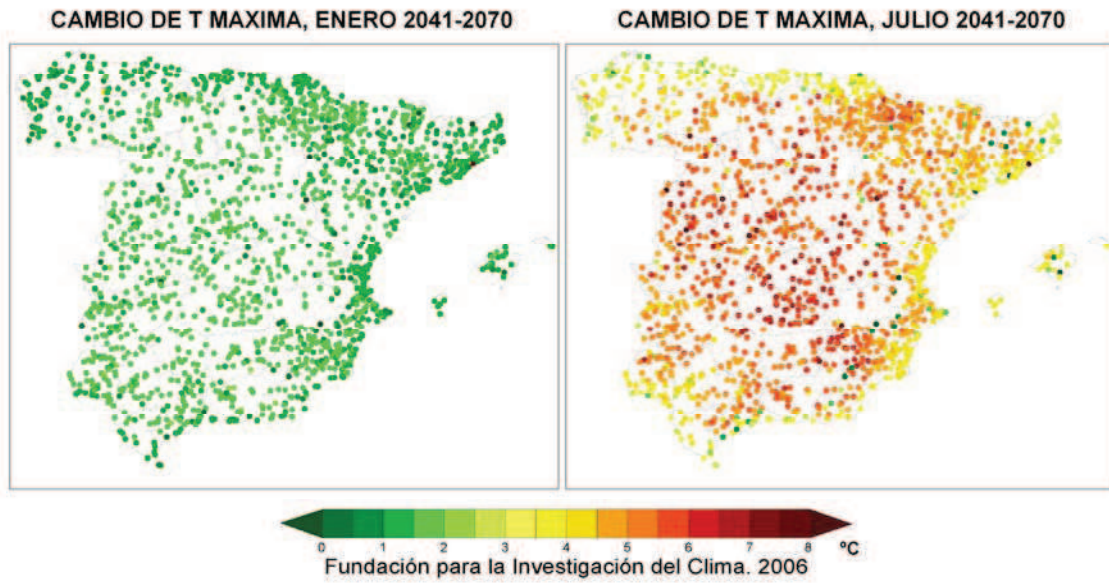 CAMBIO DE T MAXIMA, ENERO 2041-2070
CAMBIO DE T MAXIMA, JULIO 2041-2070
0 1 2 3 4 5 6 7 8 ºC
Fundación para la Investigación del Clima. 2006